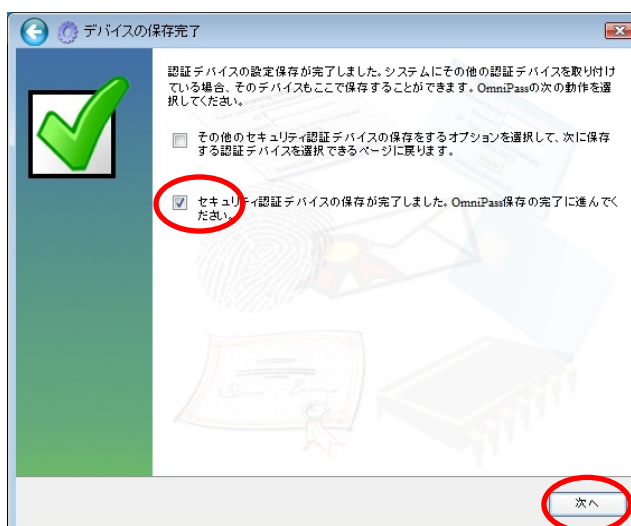 デバイスの保存完了
認証デバイスの設定保存が完了しました。システムにその他の認証デバイスを取り付け
ている場合、そのデバイスもここで保存することができます。OmniPassの次の動作を選
択してください。
その他のセキュリティ認証デバイスの保存をするオプションを選択して、次に保存
する認証デバイスを選択できるページに戻ります。
セキュリティ認証デバイスの保存が完了しました。OmniPass保存の完了に進んでく
ださい。
次へ